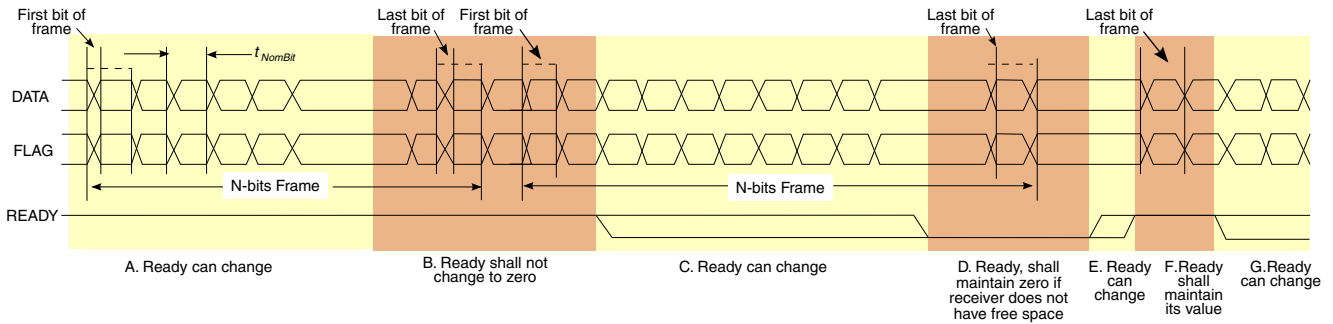 First bit of
frame
t NomBit
Last bit of
frame
First bit of
frame
Last bit of
frame
Last bit of
frame
DATA
FLAG
N-bits Frame
N-bits Frame
READY
A. Ready can change
B. Ready shall not
change to zero
C. Ready can change
D. Ready, shall
maintain zero if
receiver does not
have free space
E. Ready
can
change
F.Ready
shall
maintain
its value
G.Ready
can change